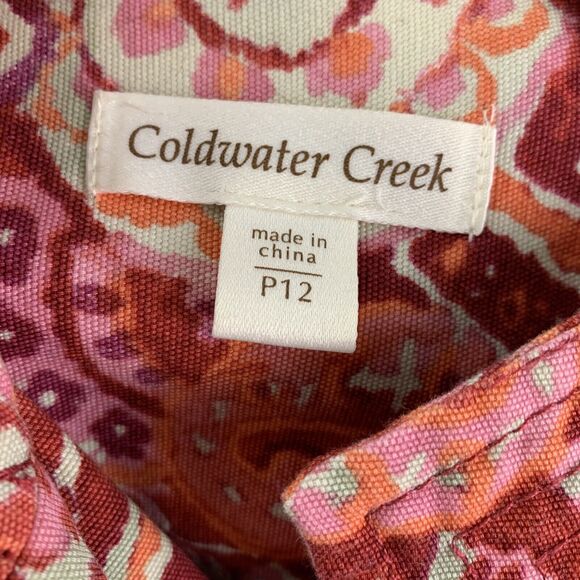 Coldwater Creek
made in
china
P12